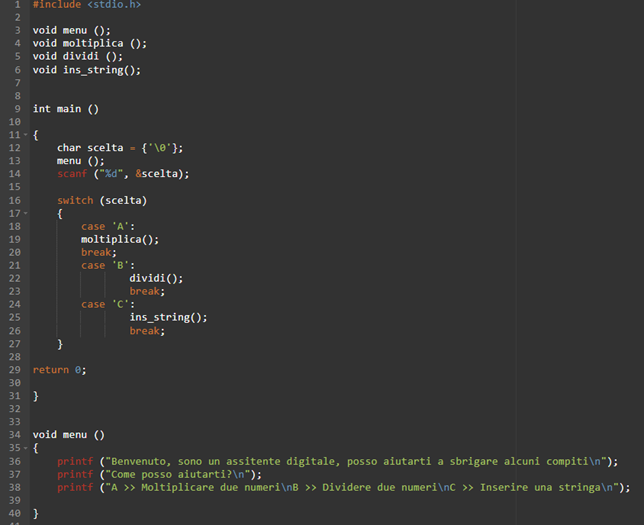 1 #include <stdio.h>
2
3 void menu ();
4 void moltiplica ();
5 void dividi ();
6 void ins_string();
7
8
9 int main ()
10
11 {
12 char scelta = {'\0'};
13 menu ();
14 scanf ("%d", &scelta);
15
16 switch (scelta)
17 {
18 case 'A':
19 moltiplica();
20 break;
21 case 'B':
22 dividi();
23 break;
24 case 'C':
25 ins_string();
26 break;
27 }
28
29 return 0;
30
31 }
32
33
34 void menu ()
35 {
36 printf ("Benvenuto, sono un assitente digitale, posso aiutarti a sbrigare alcuni compiti\n");
37 printf ("Come posso aiutarti?\n");
38 printf ("A >> Moltiplicare due numeri\nB >> Dividere due numeri\nC >> Inserire una stringa\n");
39
40 }